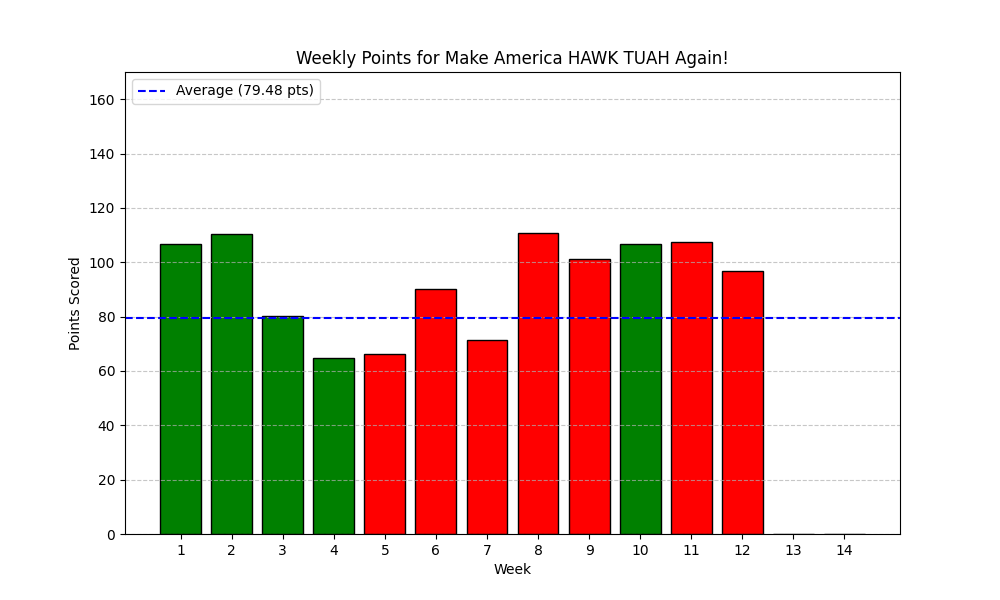 Weekly Points for Make America HAWK TUAH Again!
Average (79.48 pts)
160
140
120
100
80
60
40
20
0
Points Scored
1 2 3 4 5 6 7 8 9 10 11 12 13 14
Week